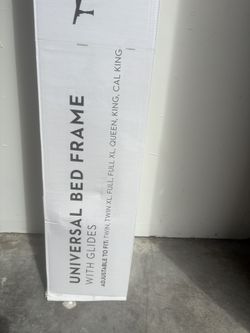 UNIVERSAL BED FRAME
WITH GLIDES
ADJUSTABLE TO FIT: TWIN, TWIN XL, FULL, FULL XL, QUEEN, KING, CAL KING